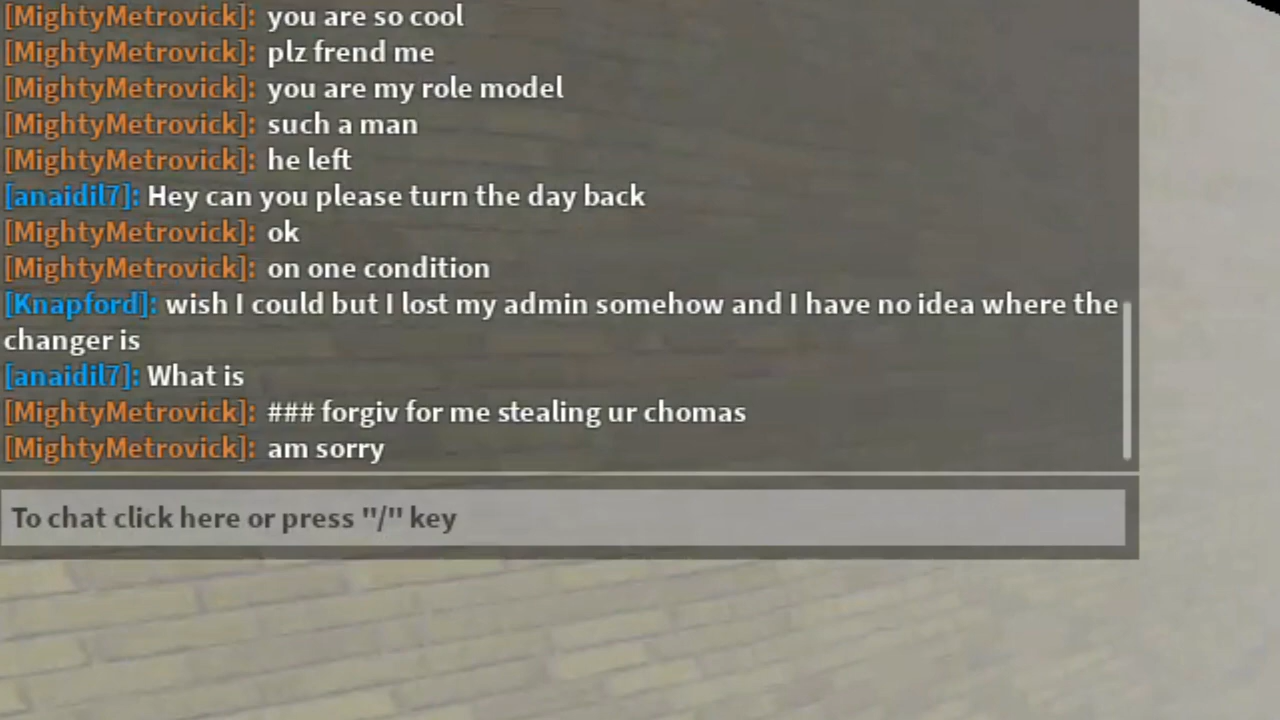 [MightyMetrovick]: you are so cool
[MightyMetrovick]: plz frend me
[MightyMetrovick]: you are my role model
[MightyMetrovick]: such a man
[MightyMetrovick]: he left
[anaidil7]: Hey can you please turn the day back
[MightyMetrovick]: ok
[MightyMetrovick]: on one condition
[Knapford]: wish I could but I lost my admin somehow and I have no idea where the
changer is
[anaidil7]: What is
[MightyMetrovick]: ### forgiv for me stealing ur chomas
[MightyMetrovick]: am sorry
To chat click here or press "/" key